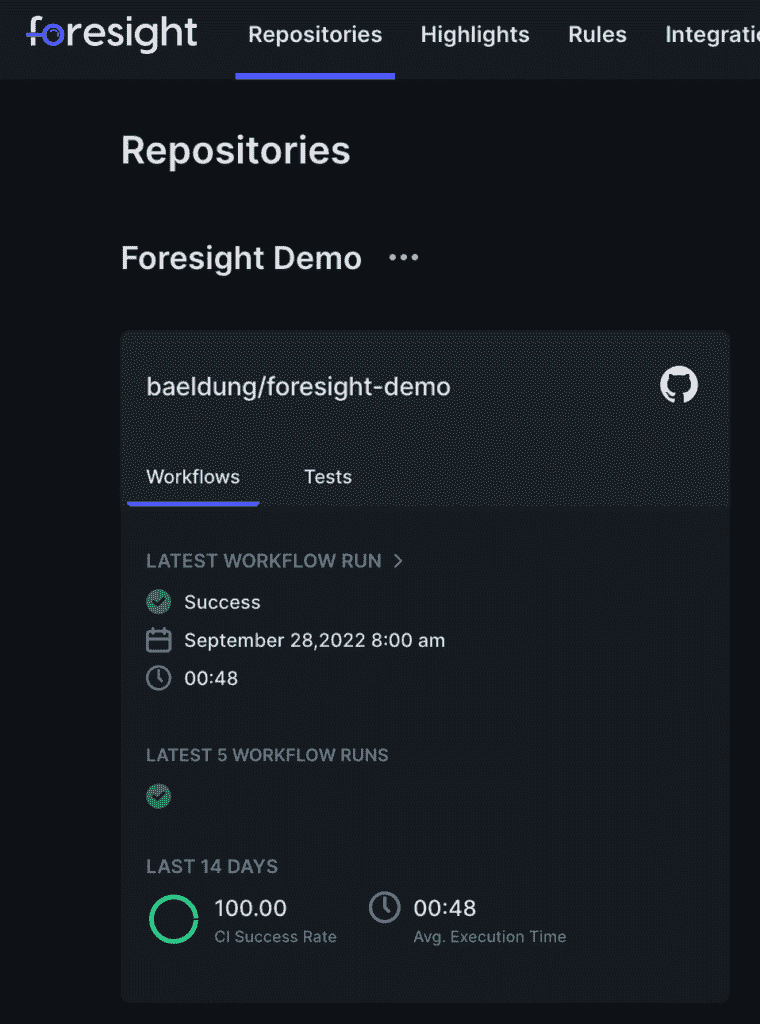 foresight Repositories Highlights Rules Integratio
Repositories
Foresight Demo
baeldung/foresight-demo
Workflows Tests
LATEST WORKFLOW RUN
Success
September 28,2022 8:00 am
00:48
LATEST 5 WORKFLOW RUNS
LAST 14 DAYS
100.00 00:48
CI Success Rate Avg. Execution Time